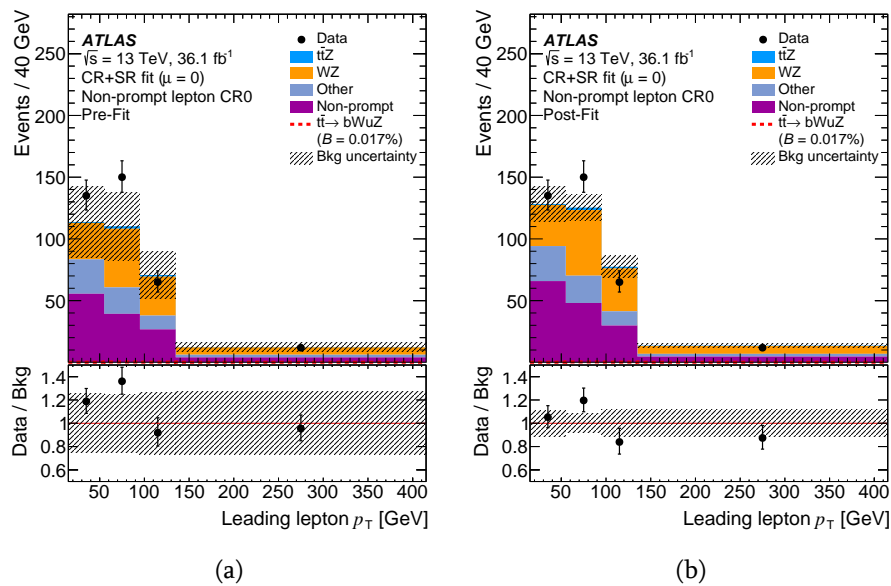 Events / 40 GeV
250
200
150
100
50
ATLAS
√s = 13 TeV, 36.1 fb⁻¹
CR+SR fit (μ = 0)
Non-prompt lepton CR0
Pre-Fit
Data
tt̄Z
WZ
Other
Non-prompt
tt̄→ bWuZ
(B = 0.017%)
Bkg uncertainty
Data / Bkg
1.4
1.2
1
0.8
0.6
50 100 150 200 250 300 350 400
Leading lepton pT [GeV]
(a)
Events / 40 GeV
250
200
150
100
50
ATLAS
√s = 13 TeV, 36.1 fb⁻¹
CR+SR fit (μ = 0)
Non-prompt lepton CR0
Post-Fit
Data
tt̄Z
WZ
Other
Non-prompt
tt̄→ bWuZ
(B = 0.017%)
Bkg uncertainty
Data / Bkg
1.4
1.2
1
0.8
0.6
50 100 150 200 250 300 350 400
Leading lepton pT [GeV]
(b)